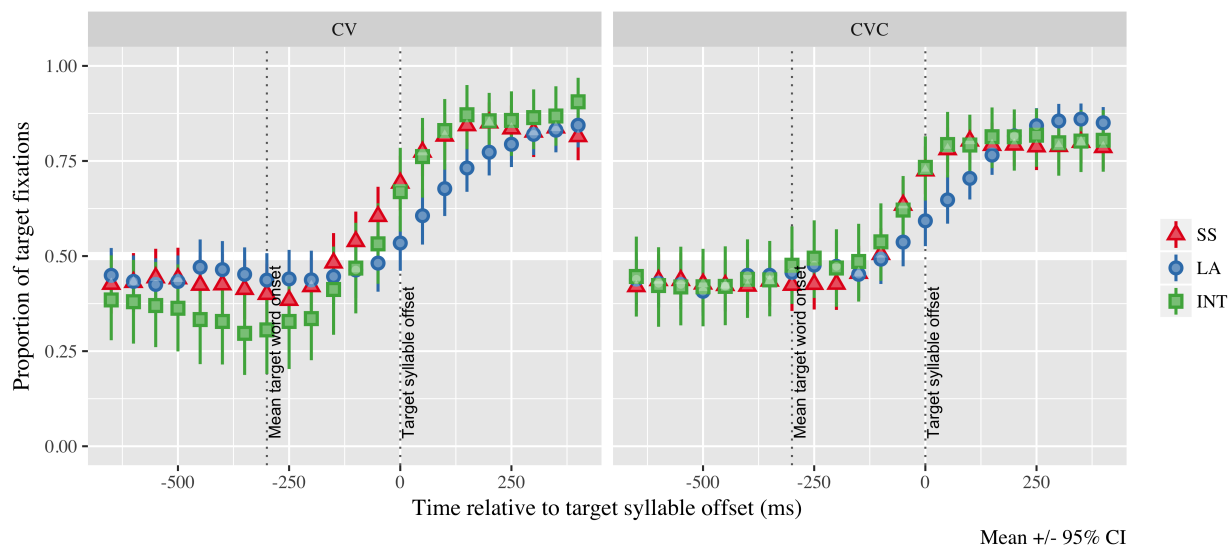 CV
CVC
Proportion of target fixations
1.00
0.75
0.50
0.25
0.00
Mean target word onset
Target syllable offset
Mean target word onset
Target syllable offset
-500
-250
0
250
-500
-250
0
250
Time relative to target syllable offset (ms)
SS
LA
INT
Mean +/- 95% CI